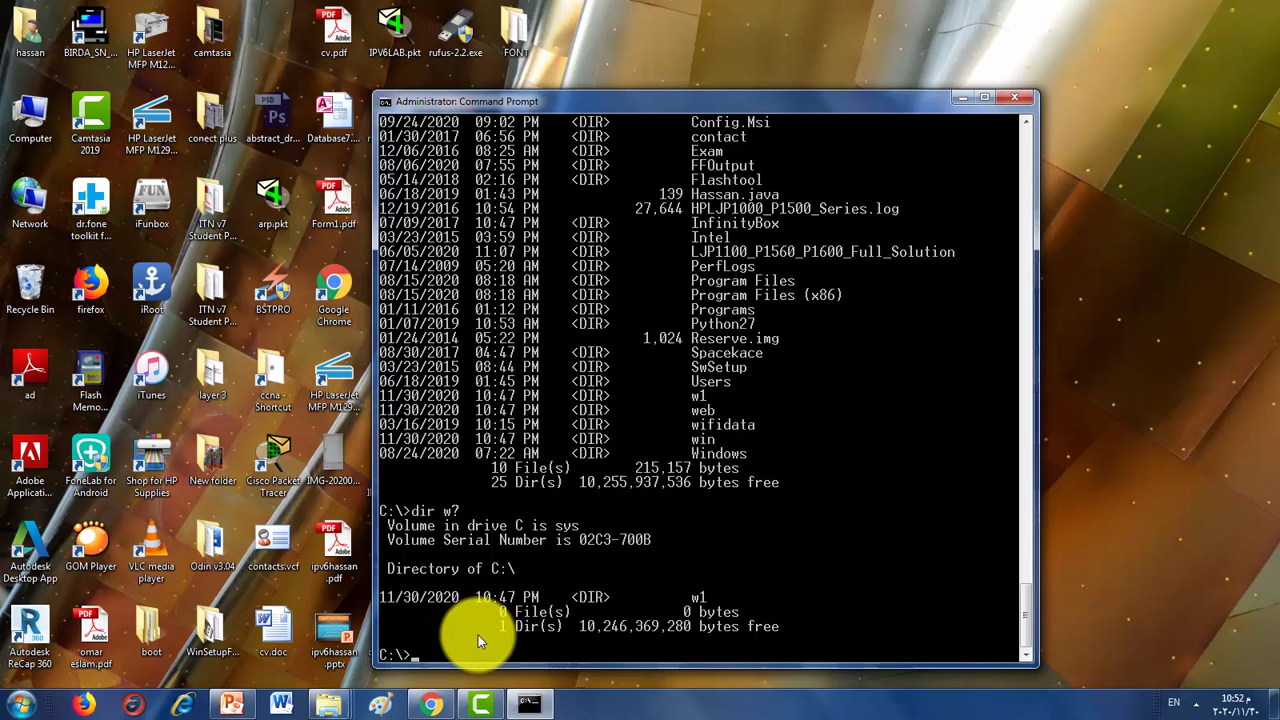 hassan
BIRDA_SN_...
HP LaserJet M12...
camtasia
cv.pdf
IPV6LAB.pkt
rufus-2.2.exe
FONT
Computer
Camtasia 2019
HP LaserJet MFP M129...
conect plus
abstract_dr...
Database7...
Network
dr.fone toolkit f...
iFunbox
ITN v7 Student P...
arp.pkt
Form1.pdf
Recycle Bin
firefox
iRoot
ITN v7 Student P...
BSTPRO
Google Chrome
ad
Flash Memo...
iTunes
layer 3
ccna - Shortcut
HP LaserJet MFP M129...
Adobe Applicati...
FoneLab for Android
Shop for HP Supplies
New folder
Cisco Packet Tracer
IMG-20200...
Autodesk Desktop App
GOM Player
VLC media player
Odin v3.04
contacts.vcf
ipv6hassan.pdf
Autodesk ReCap 360
omar eslam.pdf
boot
WinSetupF...
cv.doc
ipv6hassan.pptx
Administrator: Command Prompt
09/24/2020 09:02 PM <DIR> Config.Msi
01/30/2017 06:56 PM <DIR> contact
12/06/2016 08:25 AM <DIR> Exam
08/06/2020 07:55 PM <DIR> FFOutput
05/14/2018 02:16 PM <DIR> Flashtool
06/18/2019 01:43 PM 139 Hassan.java
12/19/2016 10:54 PM 27,644 HPLJP1000_P1500_Series.log
07/09/2017 10:47 PM <DIR> InfinityBox
03/23/2015 03:59 PM <DIR> Intel
06/05/2020 11:07 PM <DIR> LJP1100_P1560_P1600_Full_Solution
07/14/2009 05:20 AM <DIR> PerfLogs
08/15/2020 08:18 AM <DIR> Program Files
08/15/2020 08:18 AM <DIR> Program Files (x86)
01/11/2016 01:12 PM <DIR> Programs
01/07/2019 10:53 AM <DIR> Python27
01/24/2014 05:22 PM 1,024 Reserve.img
08/30/2017 04:47 PM <DIR> Spacekace
03/23/2015 08:44 PM <DIR> SwSetup
06/18/2019 01:45 PM <DIR> Users
11/30/2020 10:47 PM <DIR> w1
11/30/2020 10:47 PM <DIR> web
03/16/2019 10:15 PM <DIR> wifidata
11/30/2020 10:47 PM <DIR> win
08/24/2020 07:22 AM <DIR> Windows
10 File(s) 215,157 bytes
25 Dir(s) 10,255,937,536 bytes free
C:\>dir w?
Volume in drive C is sys
Volume Serial Number is 02C3-700B
Directory of C:\
11/30/2020 10:47 PM <DIR> w1
0 File(s) 0 bytes
1 Dir(s) 10,246,369,280 bytes free
C:\>_
EN
10:52 م
٢٠٢٠/١١/٣٠